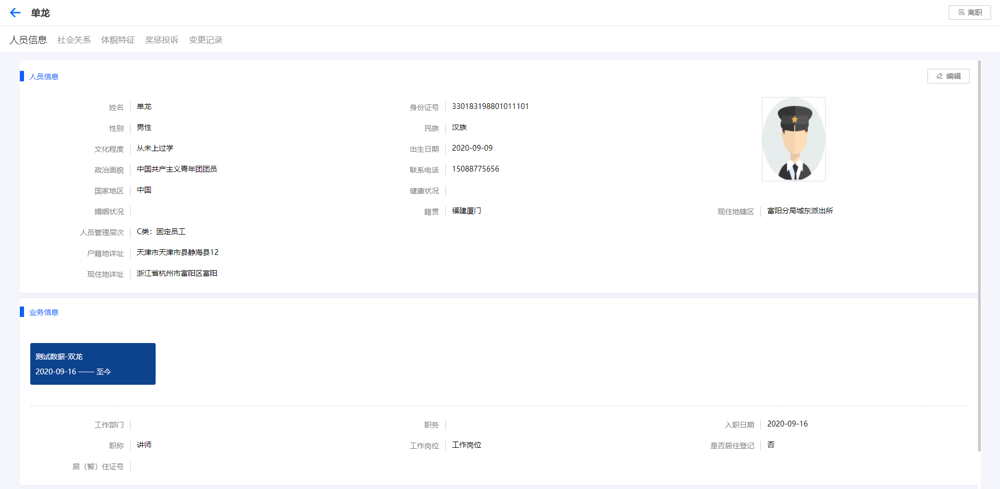 单龙
离职
人员信息 社会关系 体貌特征 奖惩投诉 变更记录
人员信息
编辑
姓名 单龙 身份证号 330183198801011101
性别 男性 民族 汉族
文化程度 从未上过学 出生日期 2020-09-09
政治面貌 中国共产主义青年团团员 联系电话 15088775656
国家地区 中国 健康状况
婚姻状况 籍贯 福建厦门 现住地辖区 富阳分局城东派出所
人员管理层次 C类：固定员工
户籍地详址 天津市天津市县静海县12
现住地详址 浙江省杭州市富阳区富阳
业务信息
测试数据-双龙
2020-09-16 —— 至今
工作部门 职务 入职日期 2020-09-16
职称 讲师 工作岗位 工作岗位 是否居住登记 否
居（暂）住证号